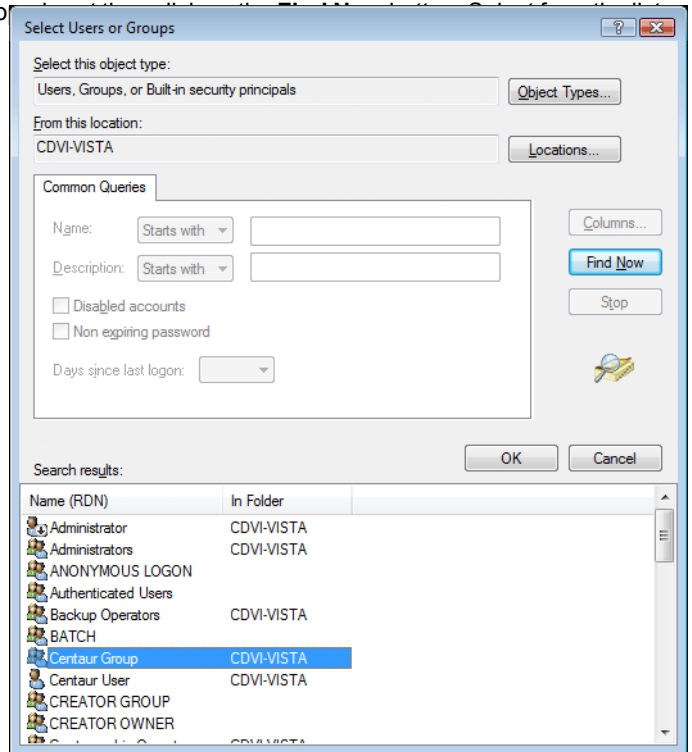 Select Users or Groups
Select this object type:
Users, Groups, or Built-in security principals
Object Types...
From this location:
CDVI-VISTA
Locations...
Common Queries
Name: Starts with
Columns...
Description: Starts with
Find Now
Disabled accounts
Stop
Non expiring password
Days since last logon:
OK Cancel
Search results:
Name (RDN) In Folder
Administrator CDVI-VISTA
Administrators CDVI-VISTA
ANONYMOUS LOGON
Authenticated Users
Backup Operators CDVI-VISTA
BATCH
Centaur Group CDVI-VISTA
Centaur User CDVI-VISTA
CREATOR GROUP
CREATOR OWNER